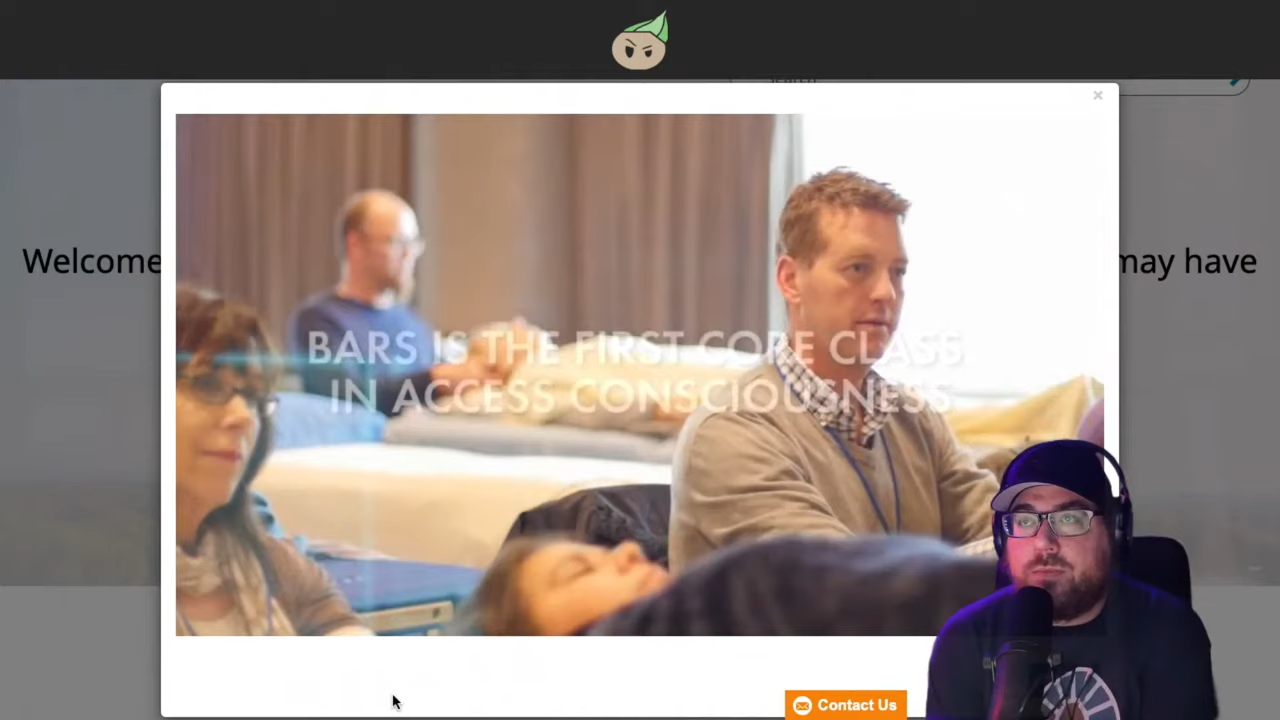 Welcome
may have
BARS IS THE FIRST CORE CLASS
IN ACCESS CONSCIOUSNESS
Contact Us